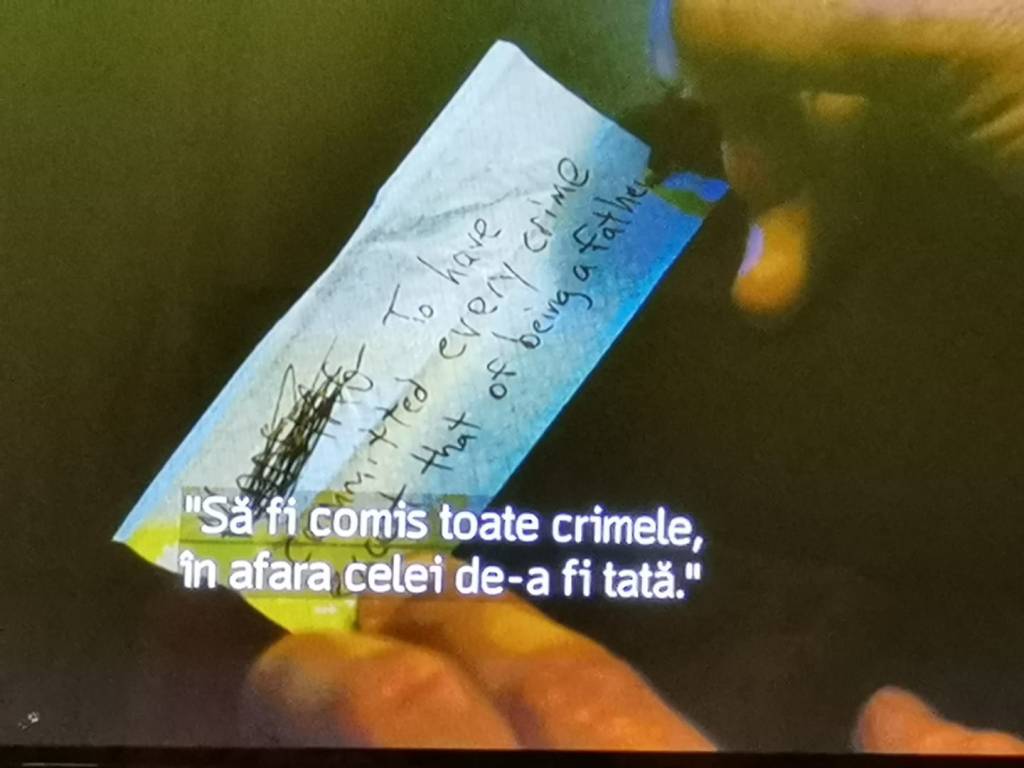 To have
committed every crime
that of being a father
"Să fi comis toate crimele,
în afara celei de-a fi tată."